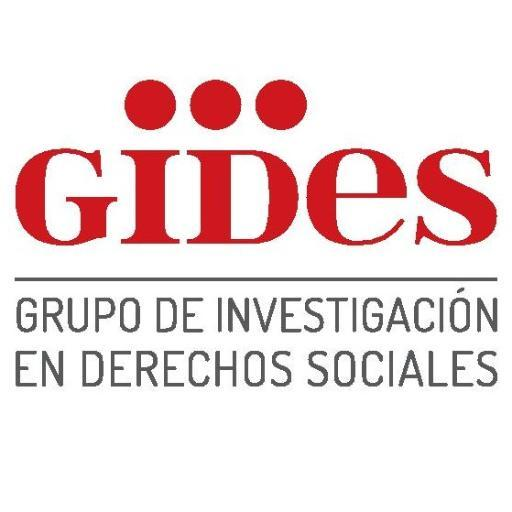 GIDes
GRUPO DE INVESTIGACIÓN
EN DERECHOS SOCIALES